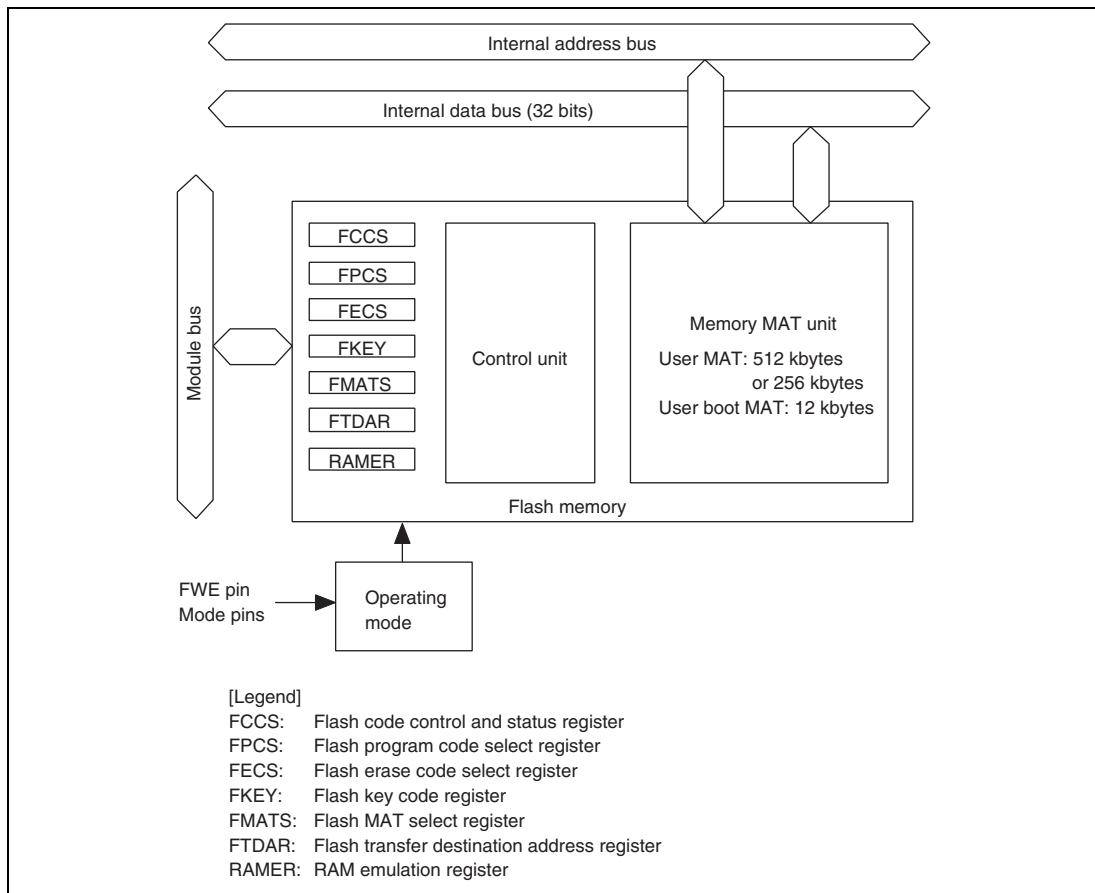 Internal address bus
Internal data bus (32 bits)
Module bus
FCCS
FPCS
FECS
FKEY
FMATS
FTDAR
RAMER
Control unit
Memory MAT unit
User MAT: 512 kbytes
or 256 kbytes
User boot MAT: 12 kbytes
Flash memory
FWE pin
Mode pins
Operating
mode
[Legend]
FCCS: Flash code control and status register
FPCS: Flash program code select register
FECS: Flash erase code select register
FKEY: Flash key code register
FMATS: Flash MAT select register
FTDAR: Flash transfer destination address register
RAMER: RAM emulation register